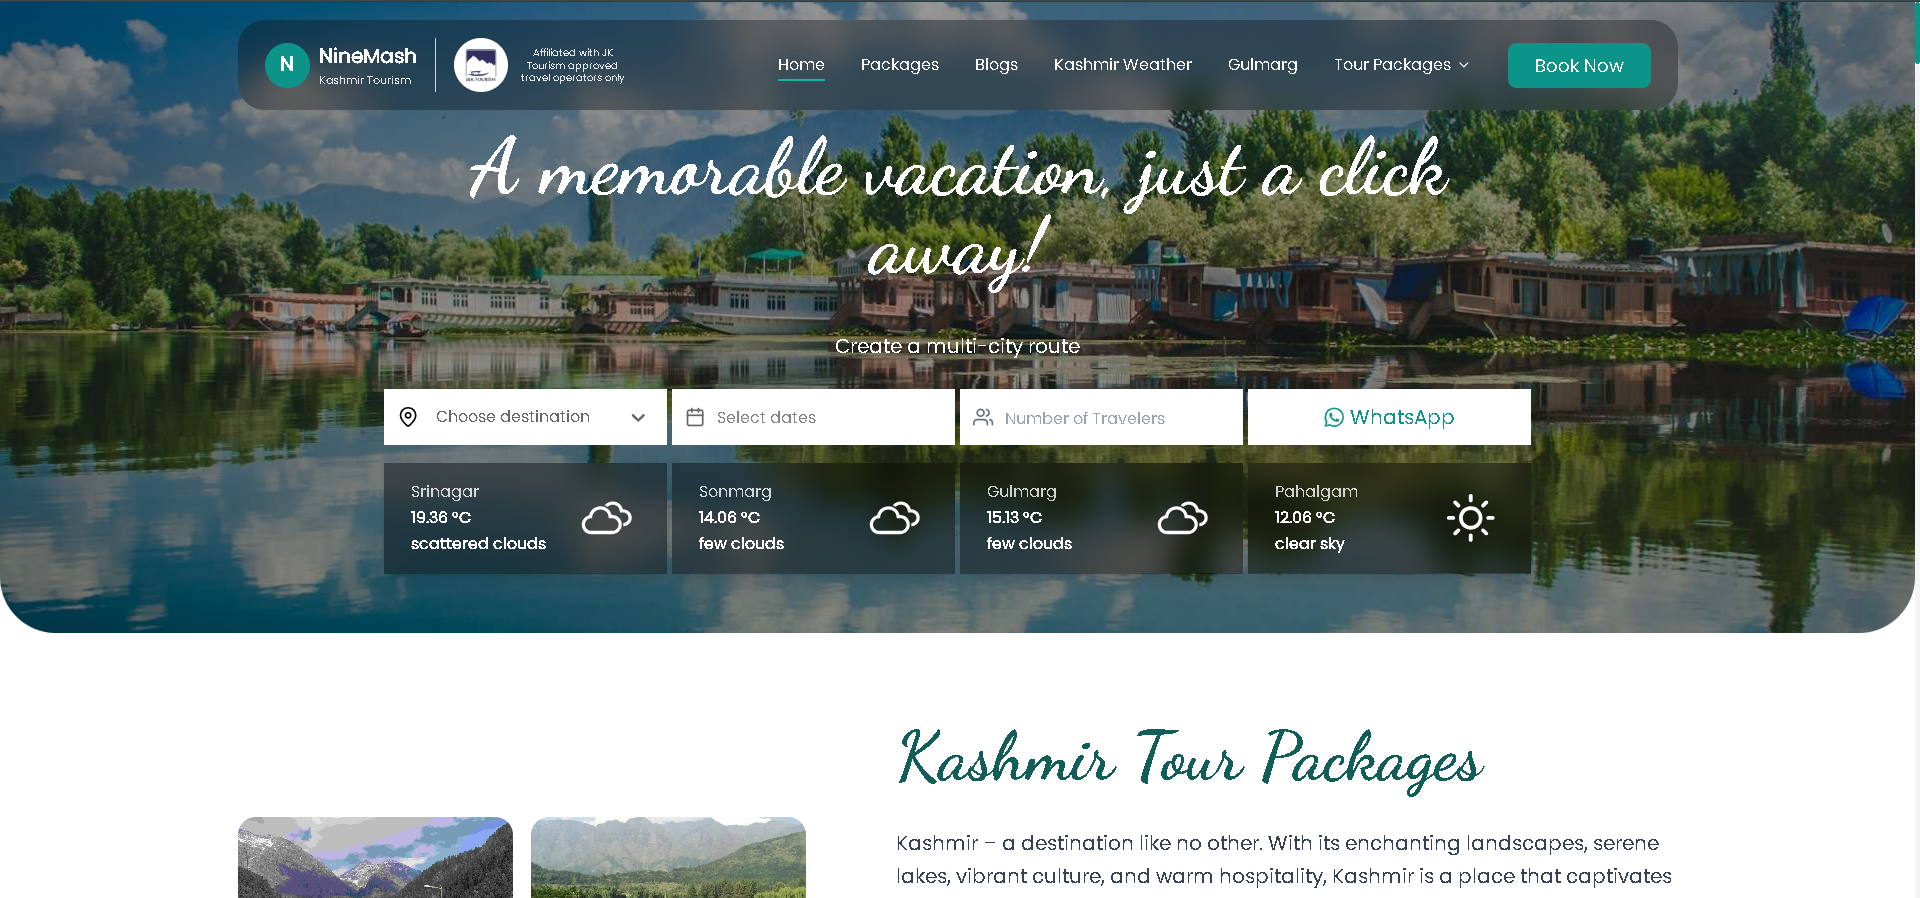 N
NineMash
Kashmir Tourism
J&K TOURISM
Affiliated with JK
Tourism approved
travel operators only
Home
Packages
Blogs
Kashmir Weather
Gulmarg
Tour Packages
Book Now
A memorable vacation, just a click
away!
Create a multi-city route
Choose destination
Select dates
Number of Travelers
WhatsApp
Srinagar
19.36 °C
scattered clouds
Sonmarg
14.06 °C
few clouds
Gulmarg
15.13 °C
few clouds
Pahalgam
12.06 °C
clear sky
Kashmir Tour Packages
Kashmir – a destination like no other. With its enchanting landscapes, serene
lakes, vibrant culture, and warm hospitality, Kashmir is a place that captivates